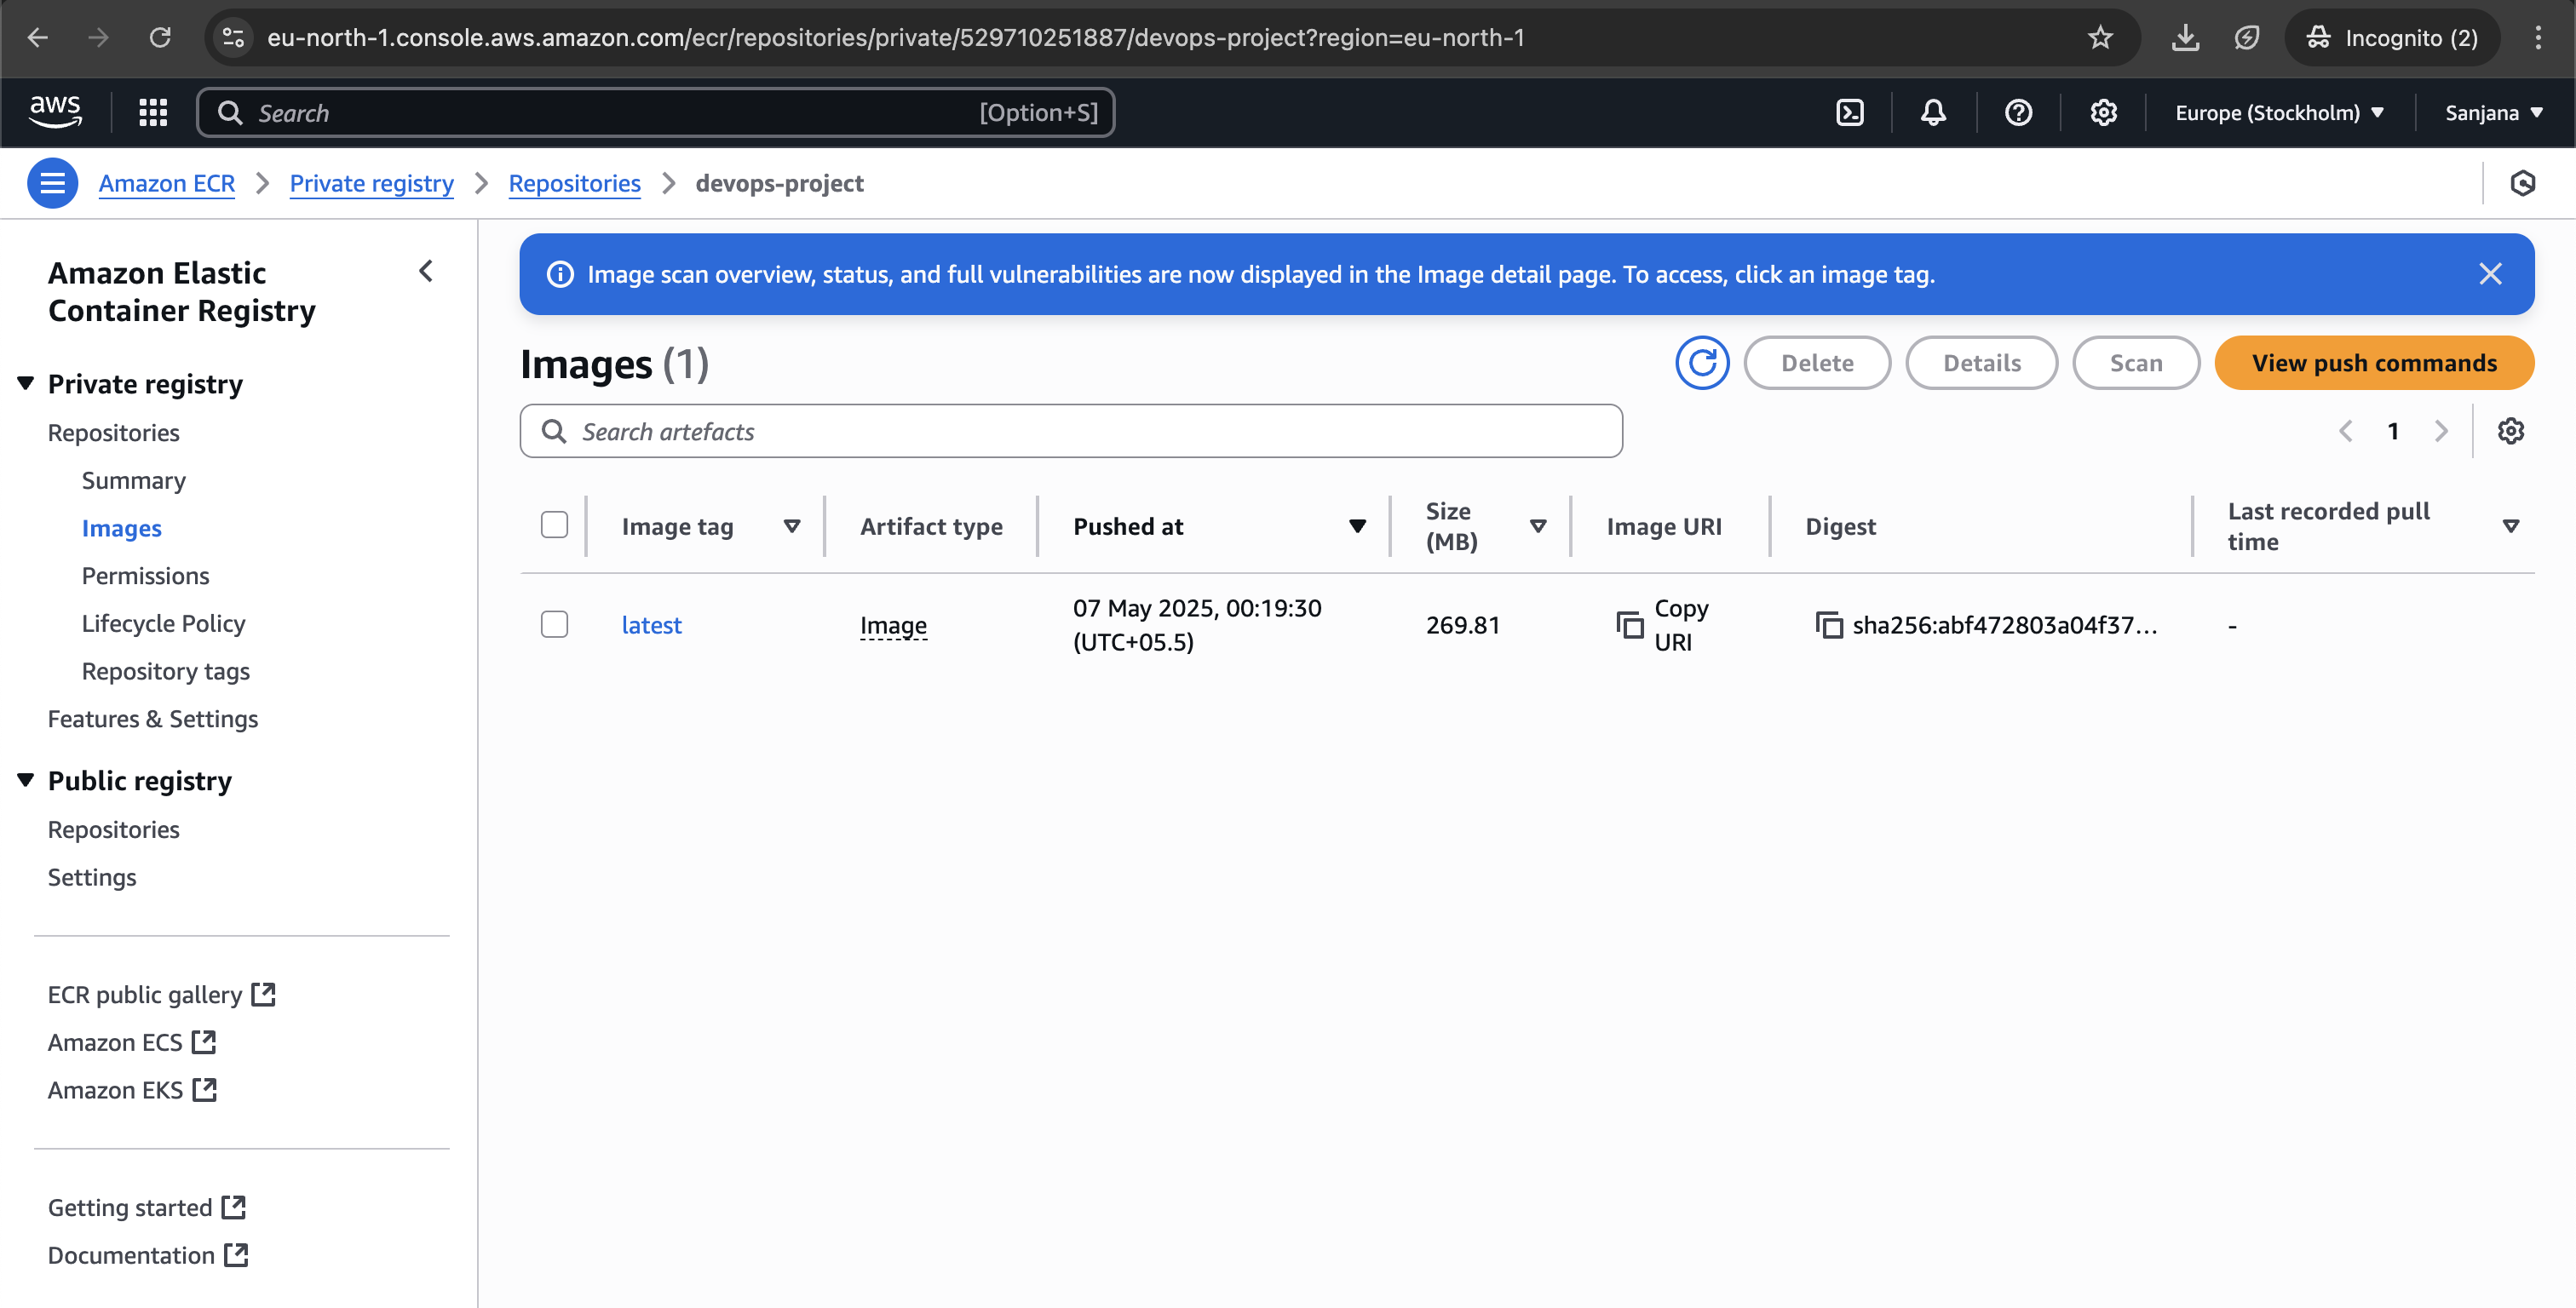 eu-north-1.console.aws.amazon.com/ecr/repositories/private/529710251887/devops-project?region=eu-north-1
Incognito (2)
aws
Search
[Option+S]
Europe (Stockholm)
Sanjana
Amazon ECR
Private registry
Repositories
devops-project
Amazon Elastic
Container Registry
Private registry
Repositories
Summary
Images
Permissions
Lifecycle Policy
Repository tags
Features & Settings
Public registry
Repositories
Settings
ECR public gallery
Amazon ECS
Amazon EKS
Getting started
Documentation
Image scan overview, status, and full vulnerabilities are now displayed in the Image detail page. To access, click an image tag.
Images (1)
Delete
Details
Scan
View push commands
Search artefacts
1
Image tag
Artifact type
Pushed at
Size
(MB)
Image URI
Digest
Last recorded pull
time
latest
Image
07 May 2025, 00:19:30
(UTC+05.5)
269.81
Copy
URI
sha256:abf472803a04f37...
-